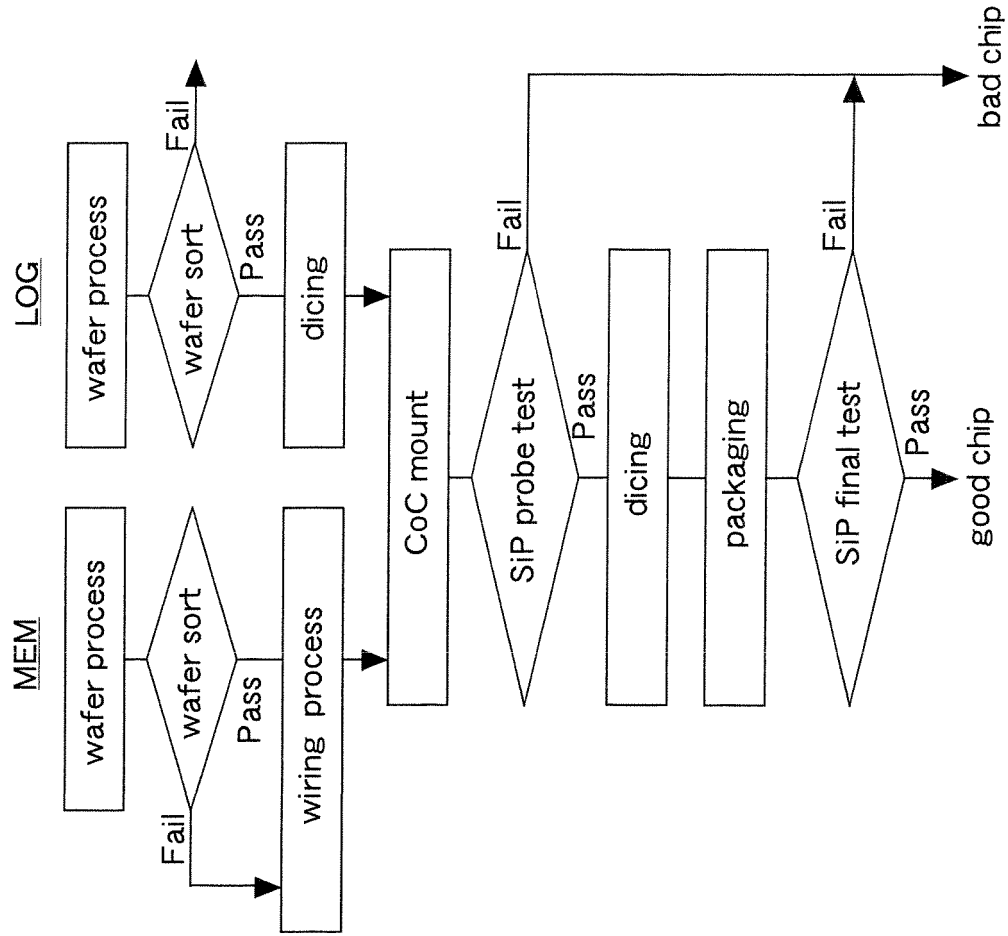 MEM
LOG
wafer process
wafer process
wafer sort
wafer sort
Fail
Pass
Fail
Pass
wiring process
dicing
CoC mount
SiP probe test
Fail
Pass
dicing
packaging
SiP final test
Fail
Pass
good chip
bad chip